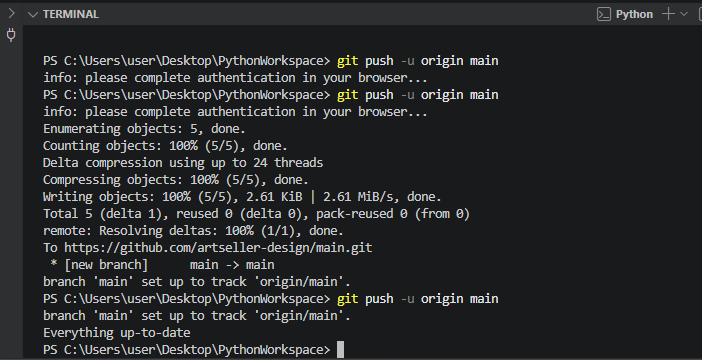 TERMINAL
Python
PS C:\Users\user\Desktop\PythonWorkspace> git push -u origin main
info: please complete authentication in your browser...
PS C:\Users\user\Desktop\PythonWorkspace> git push -u origin main
info: please complete authentication in your browser...
Enumerating objects: 5, done.
Counting objects: 100% (5/5), done.
Delta compression using up to 24 threads
Compressing objects: 100% (5/5), done.
Writing objects: 100% (5/5), 2.61 KiB | 2.61 MiB/s, done.
Total 5 (delta 1), reused 0 (delta 0), pack-reused 0 (from 0)
remote: Resolving deltas: 100% (1/1), done.
To https://github.com/artseller-design/main.git
 * [new branch]      main -> main
branch 'main' set up to track 'origin/main'.
PS C:\Users\user\Desktop\PythonWorkspace> git push -u origin main
branch 'main' set up to track 'origin/main'.
Everything up-to-date
PS C:\Users\user\Desktop\PythonWorkspace>